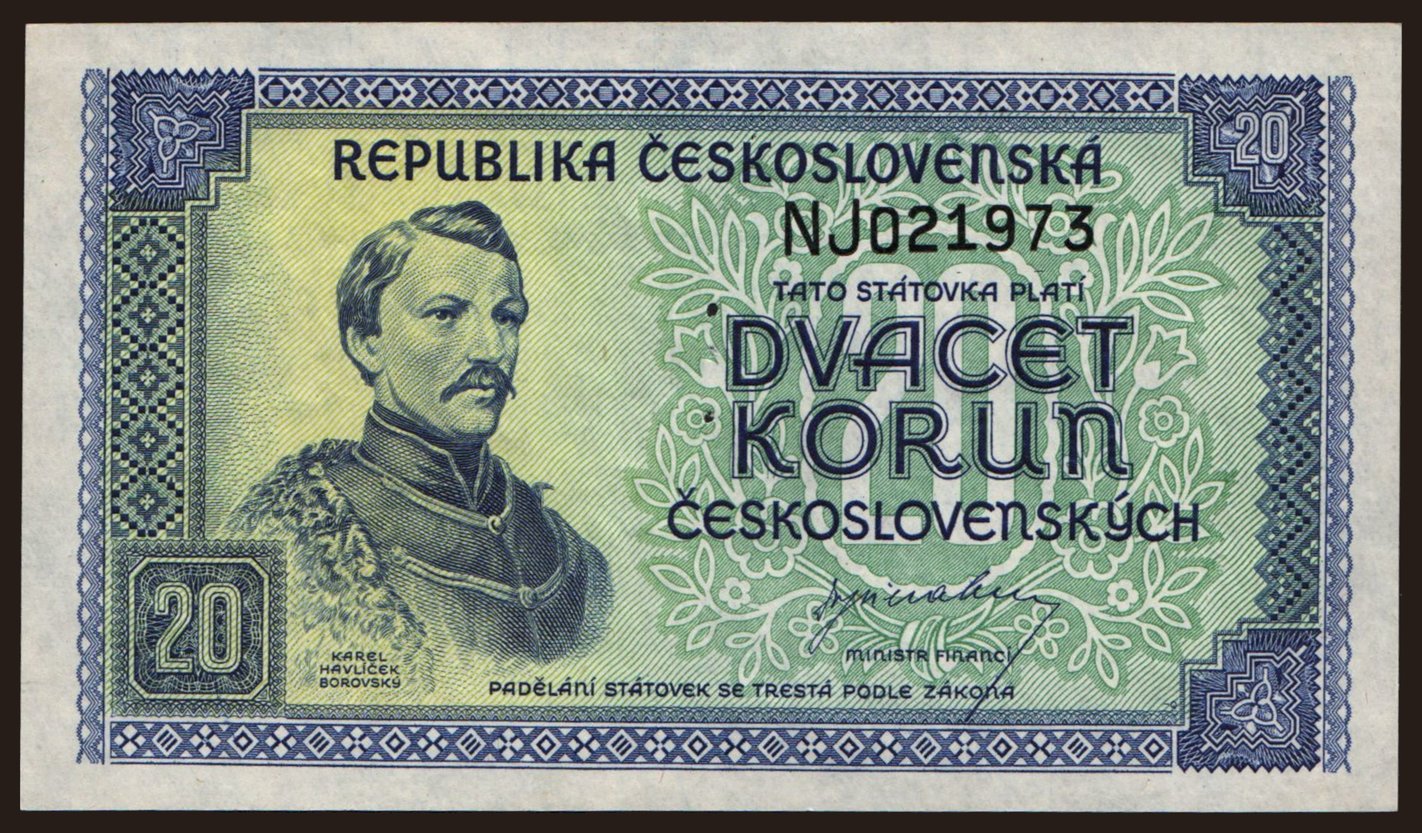 20
REPUBLIKA ČESKOSLOVENSKÁ
NJ021973
TATO STÁTOVKA PLATÍ
DVACET
KORUN
ČESKOSLOVENSKÝCH
20
20
MINISTR FINANCÍ
KAREL
HAVLÍČEK
BOROVSKÝ
PADĚLÁNÍ STÁTOVEK SE TRESTÁ PODLE ZÁKONA